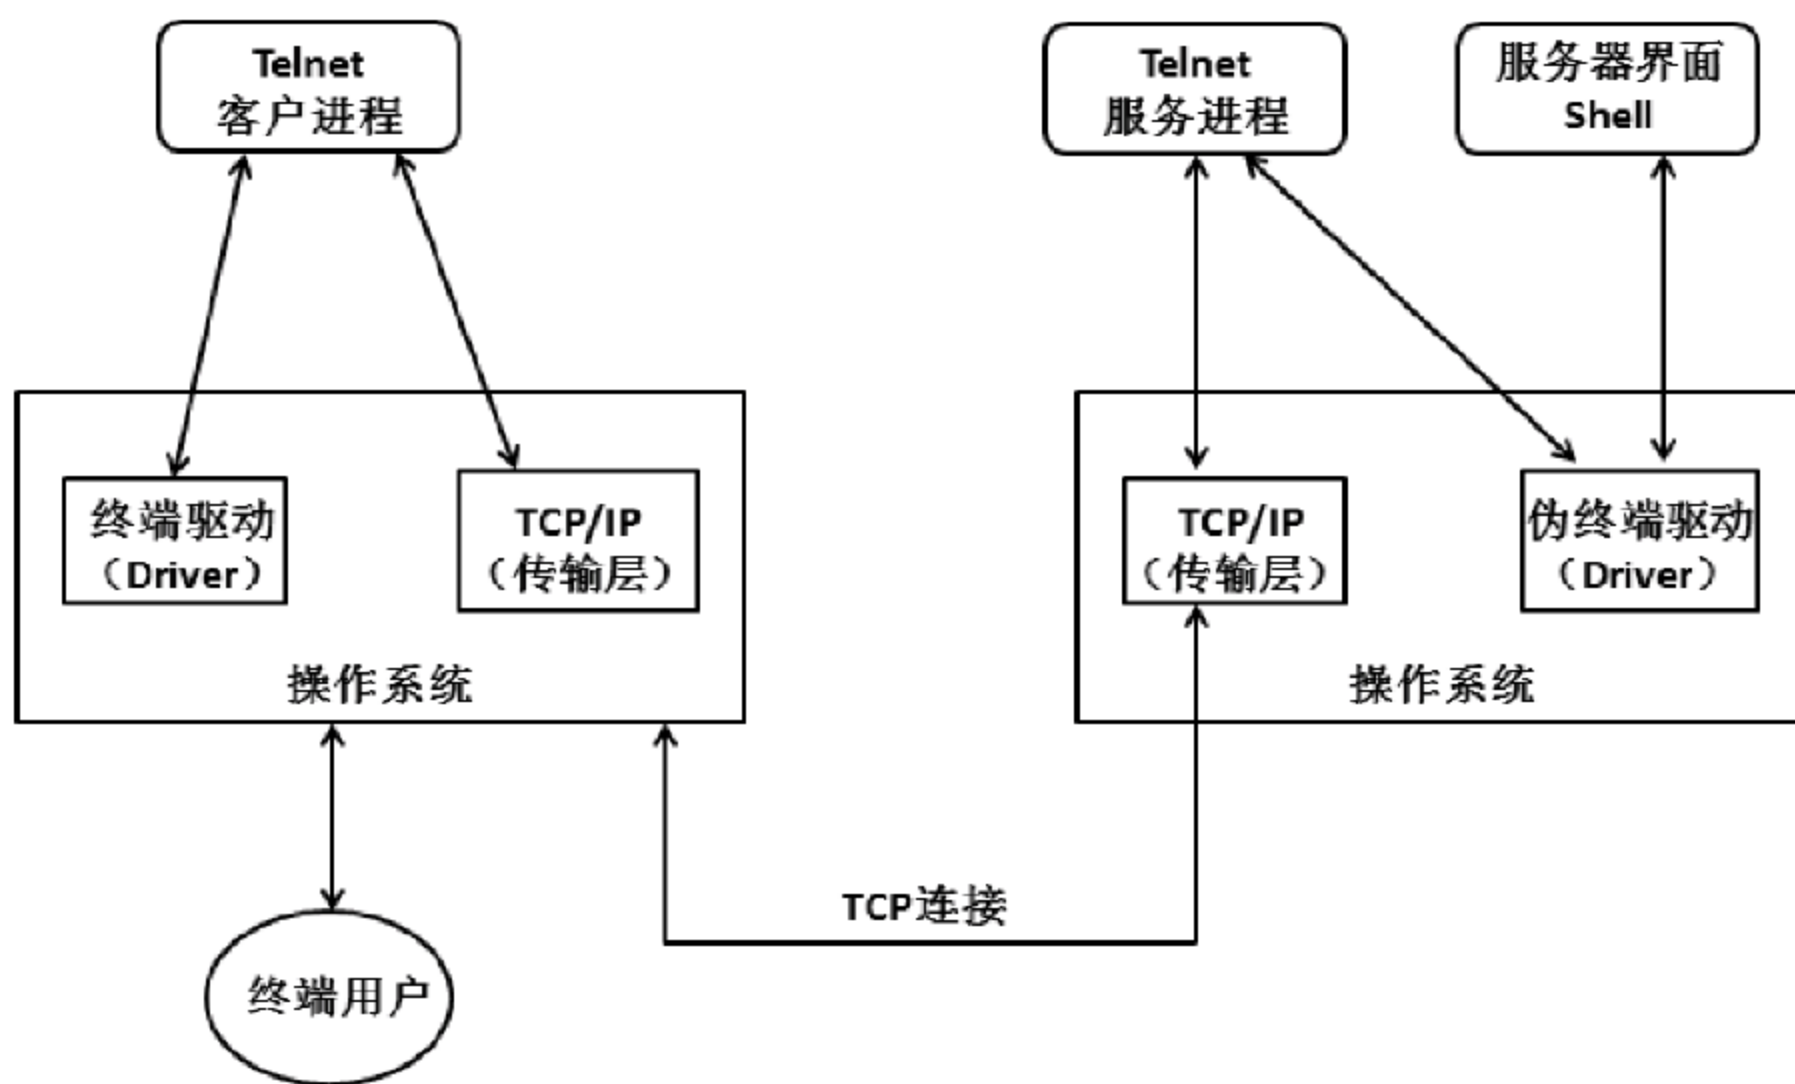 Telnet
客户进程
Telnet
服务进程
服务器界面
Shell
终端驱动
（Driver）
TCP/IP
（传输层）
操作系统
TCP/IP
（传输层）
伪终端驱动
（Driver）
操作系统
TCP连接
终端用户